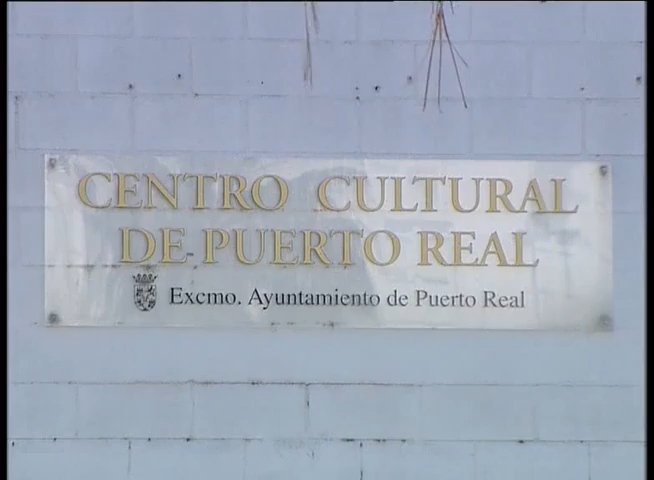 CENTRO CULTURAL
DE PUERTO REAL
Excmo. Ayuntamiento de Puerto Real